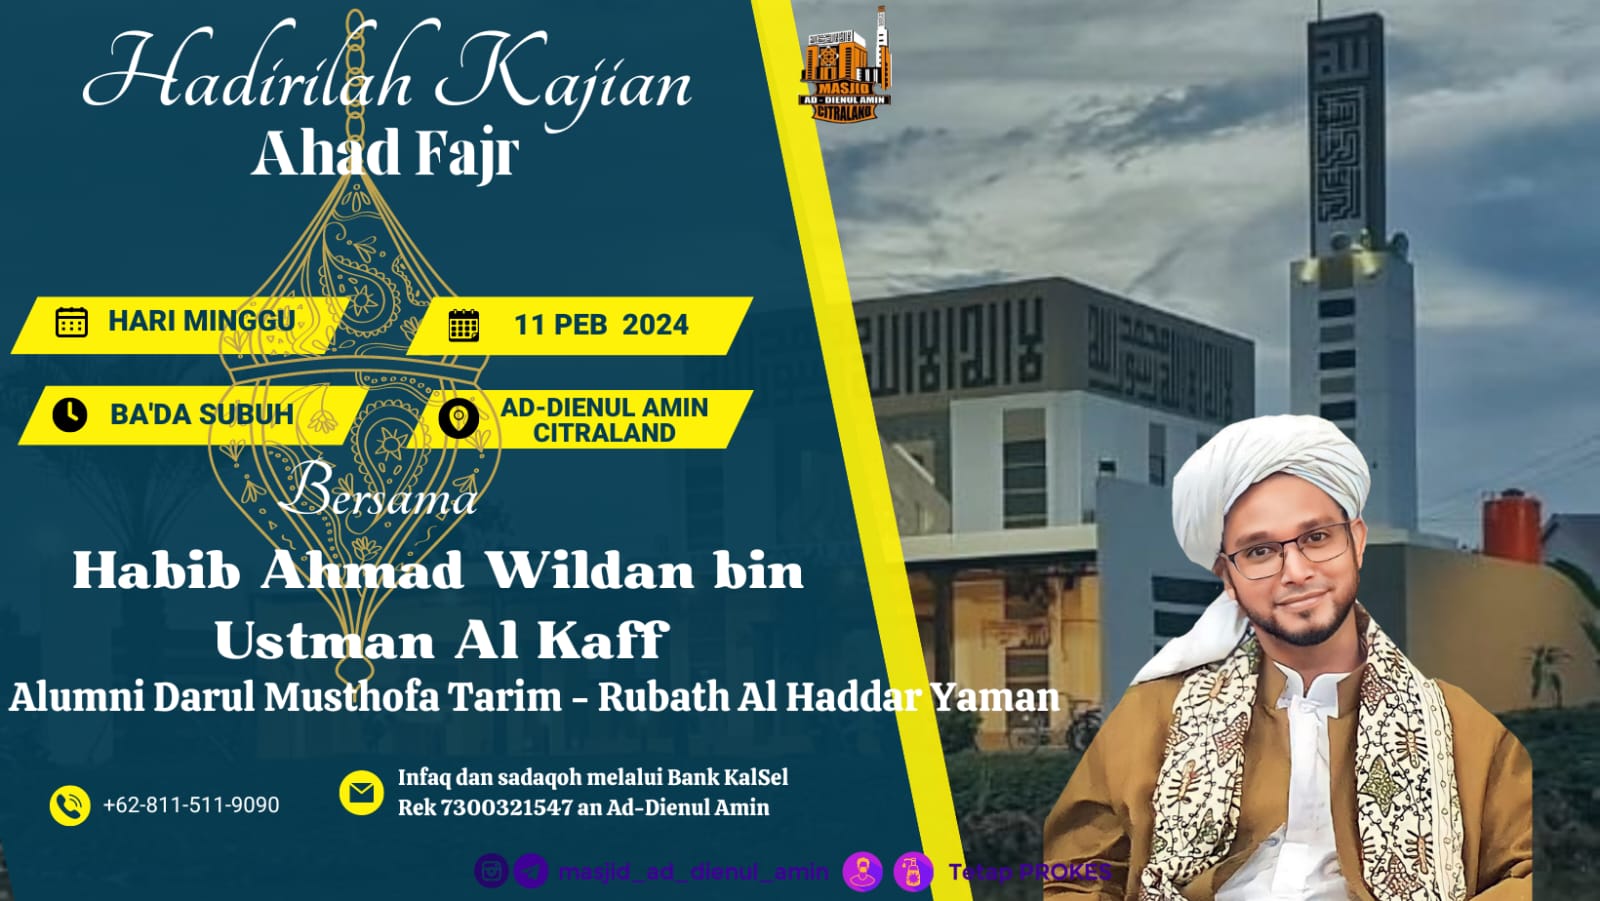 Hadirilah Kajian
Ahad Fajr
MASJID
AD - DIENUL AMIN
CITRALAND
HARI MINGGU
11 PEB 2024
BA'DA SUBUH
AD-DIENUL AMIN
CITRALAND
Bersama
Habib Ahmad Wildan bin
Ustman Al Kaff
Alumni Darul Musthofa Tarim - Rubath Al Haddar Yaman
+62-811-511-9090
Infaq dan sadaqoh melalui Bank KalSel
Rek 7300321547 an Ad-Dienul Amin
masjid_ad_dienul_amin
Tetap PROKES